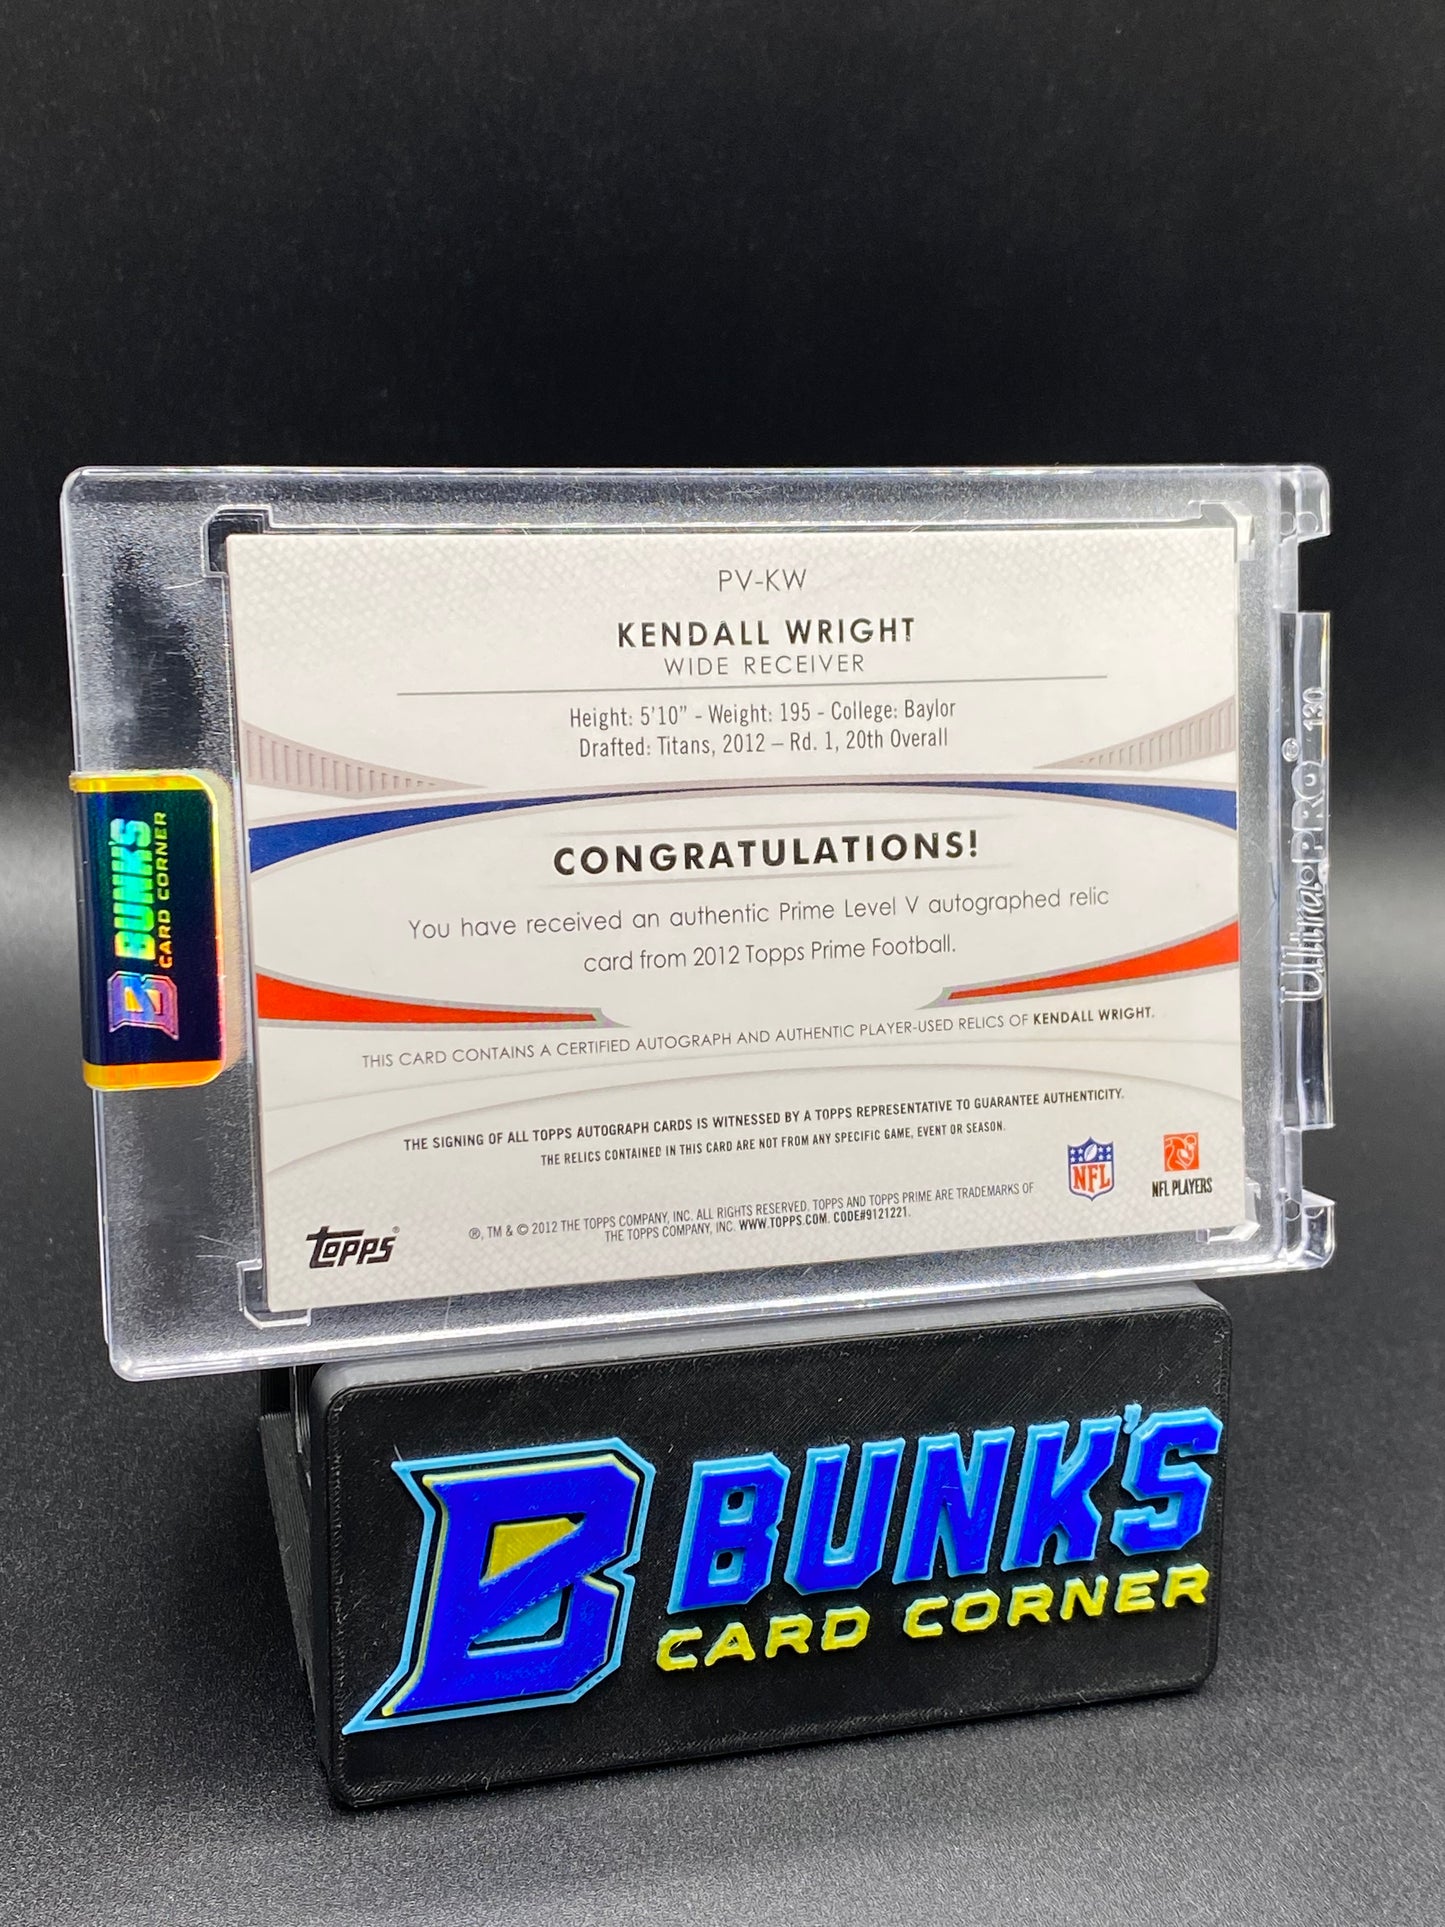 PV-KW
KENDALL WRIGHT
WIDE RECEIVER
Height: 5'10" - Weight: 195 - College: Baylor
Drafted: Titans, 2012 – Rd. 1, 20th Overall
CONGRATULATIONS!
You have received an authentic Prime Level V autographed relic
card from 2012 Topps Prime Football.
THIS CARD CONTAINS A CERTIFIED AUTOGRAPH AND AUTHENTIC PLAYER-USED RELICS OF KENDALL WRIGHT.
THE SIGNING OF ALL TOPPS AUTOGRAPH CARDS IS WITNESSED BY A TOPPS REPRESENTATIVE TO GUARANTEE AUTHENTICITY.
THE RELICS CONTAINED IN THIS CARD ARE NOT FROM ANY SPECIFIC GAME, EVENT OR SEASON.
®, TM & © 2012 THE TOPPS COMPANY, INC. ALL RIGHTS RESERVED. TOPPS AND TOPPS PRIME ARE TRADEMARKS OF
THE TOPPS COMPANY, INC. WWW.TOPPS.COM. CODE#9121221.
TOPPS®
NFL
NFL PLAYERS
B BUNK'S
CARD CORNER
Ultra PRO® 130
B BUNK'S
CARD CORNER